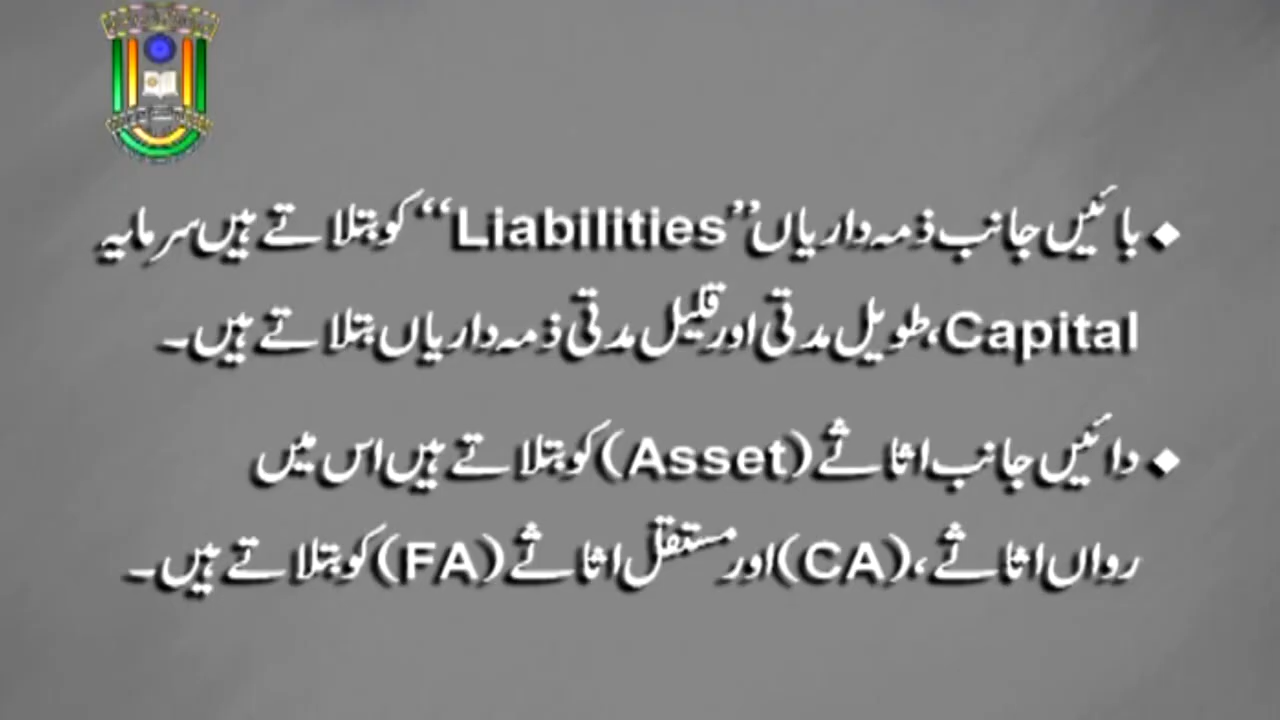 ◆ بائیں جانب ذمہ داریاں ”Liabilities“ کو بتلاتے ہیں سرمایہ
Capital، طویل مدتی اور قلیل مدتی ذمہ داریاں بتلاتے ہیں۔
◆ دائیں جانب اثاثے (Asset) کو بتلاتے ہیں اس میں
رواں اثاثے، (CA) اور مستقل اثاثے (FA) کو بتلاتے ہیں۔